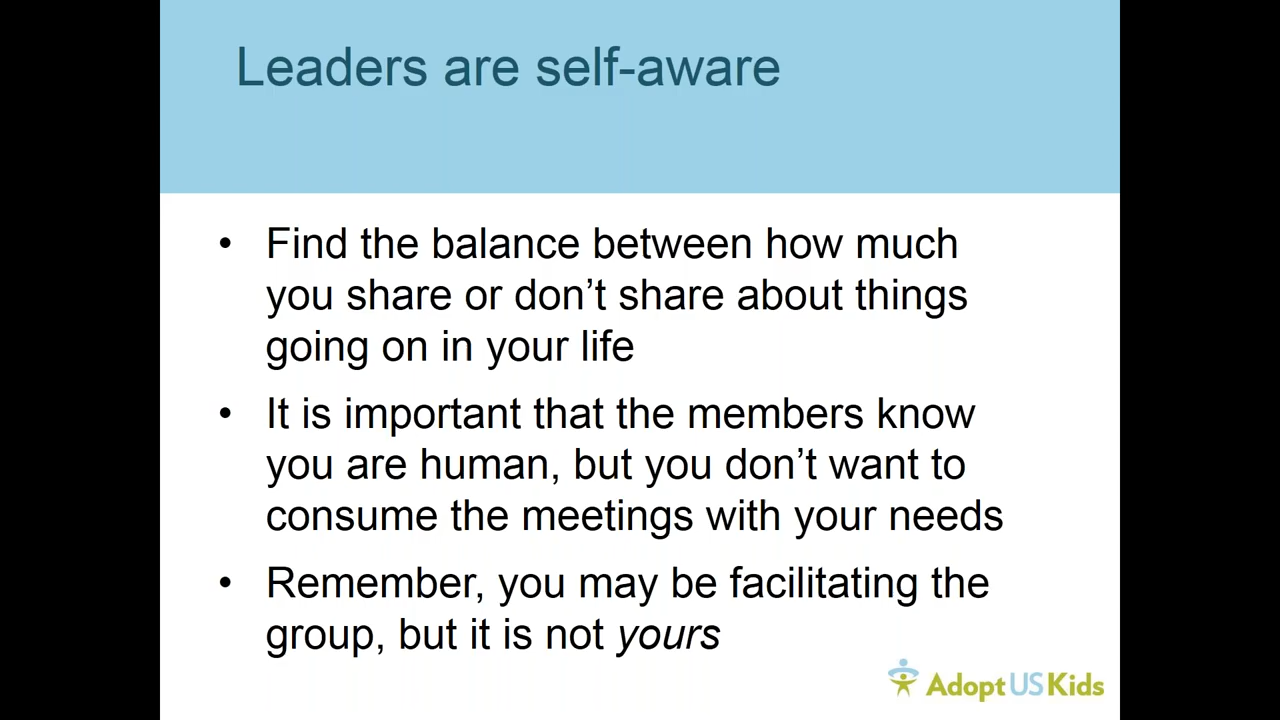 Leaders are self-aware
• Find the balance between how much
you share or don’t share about things
going on in your life
• It is important that the members know
you are human, but you don’t want to
consume the meetings with your needs
• Remember, you may be facilitating the
group, but it is not yours
AdoptUSKids